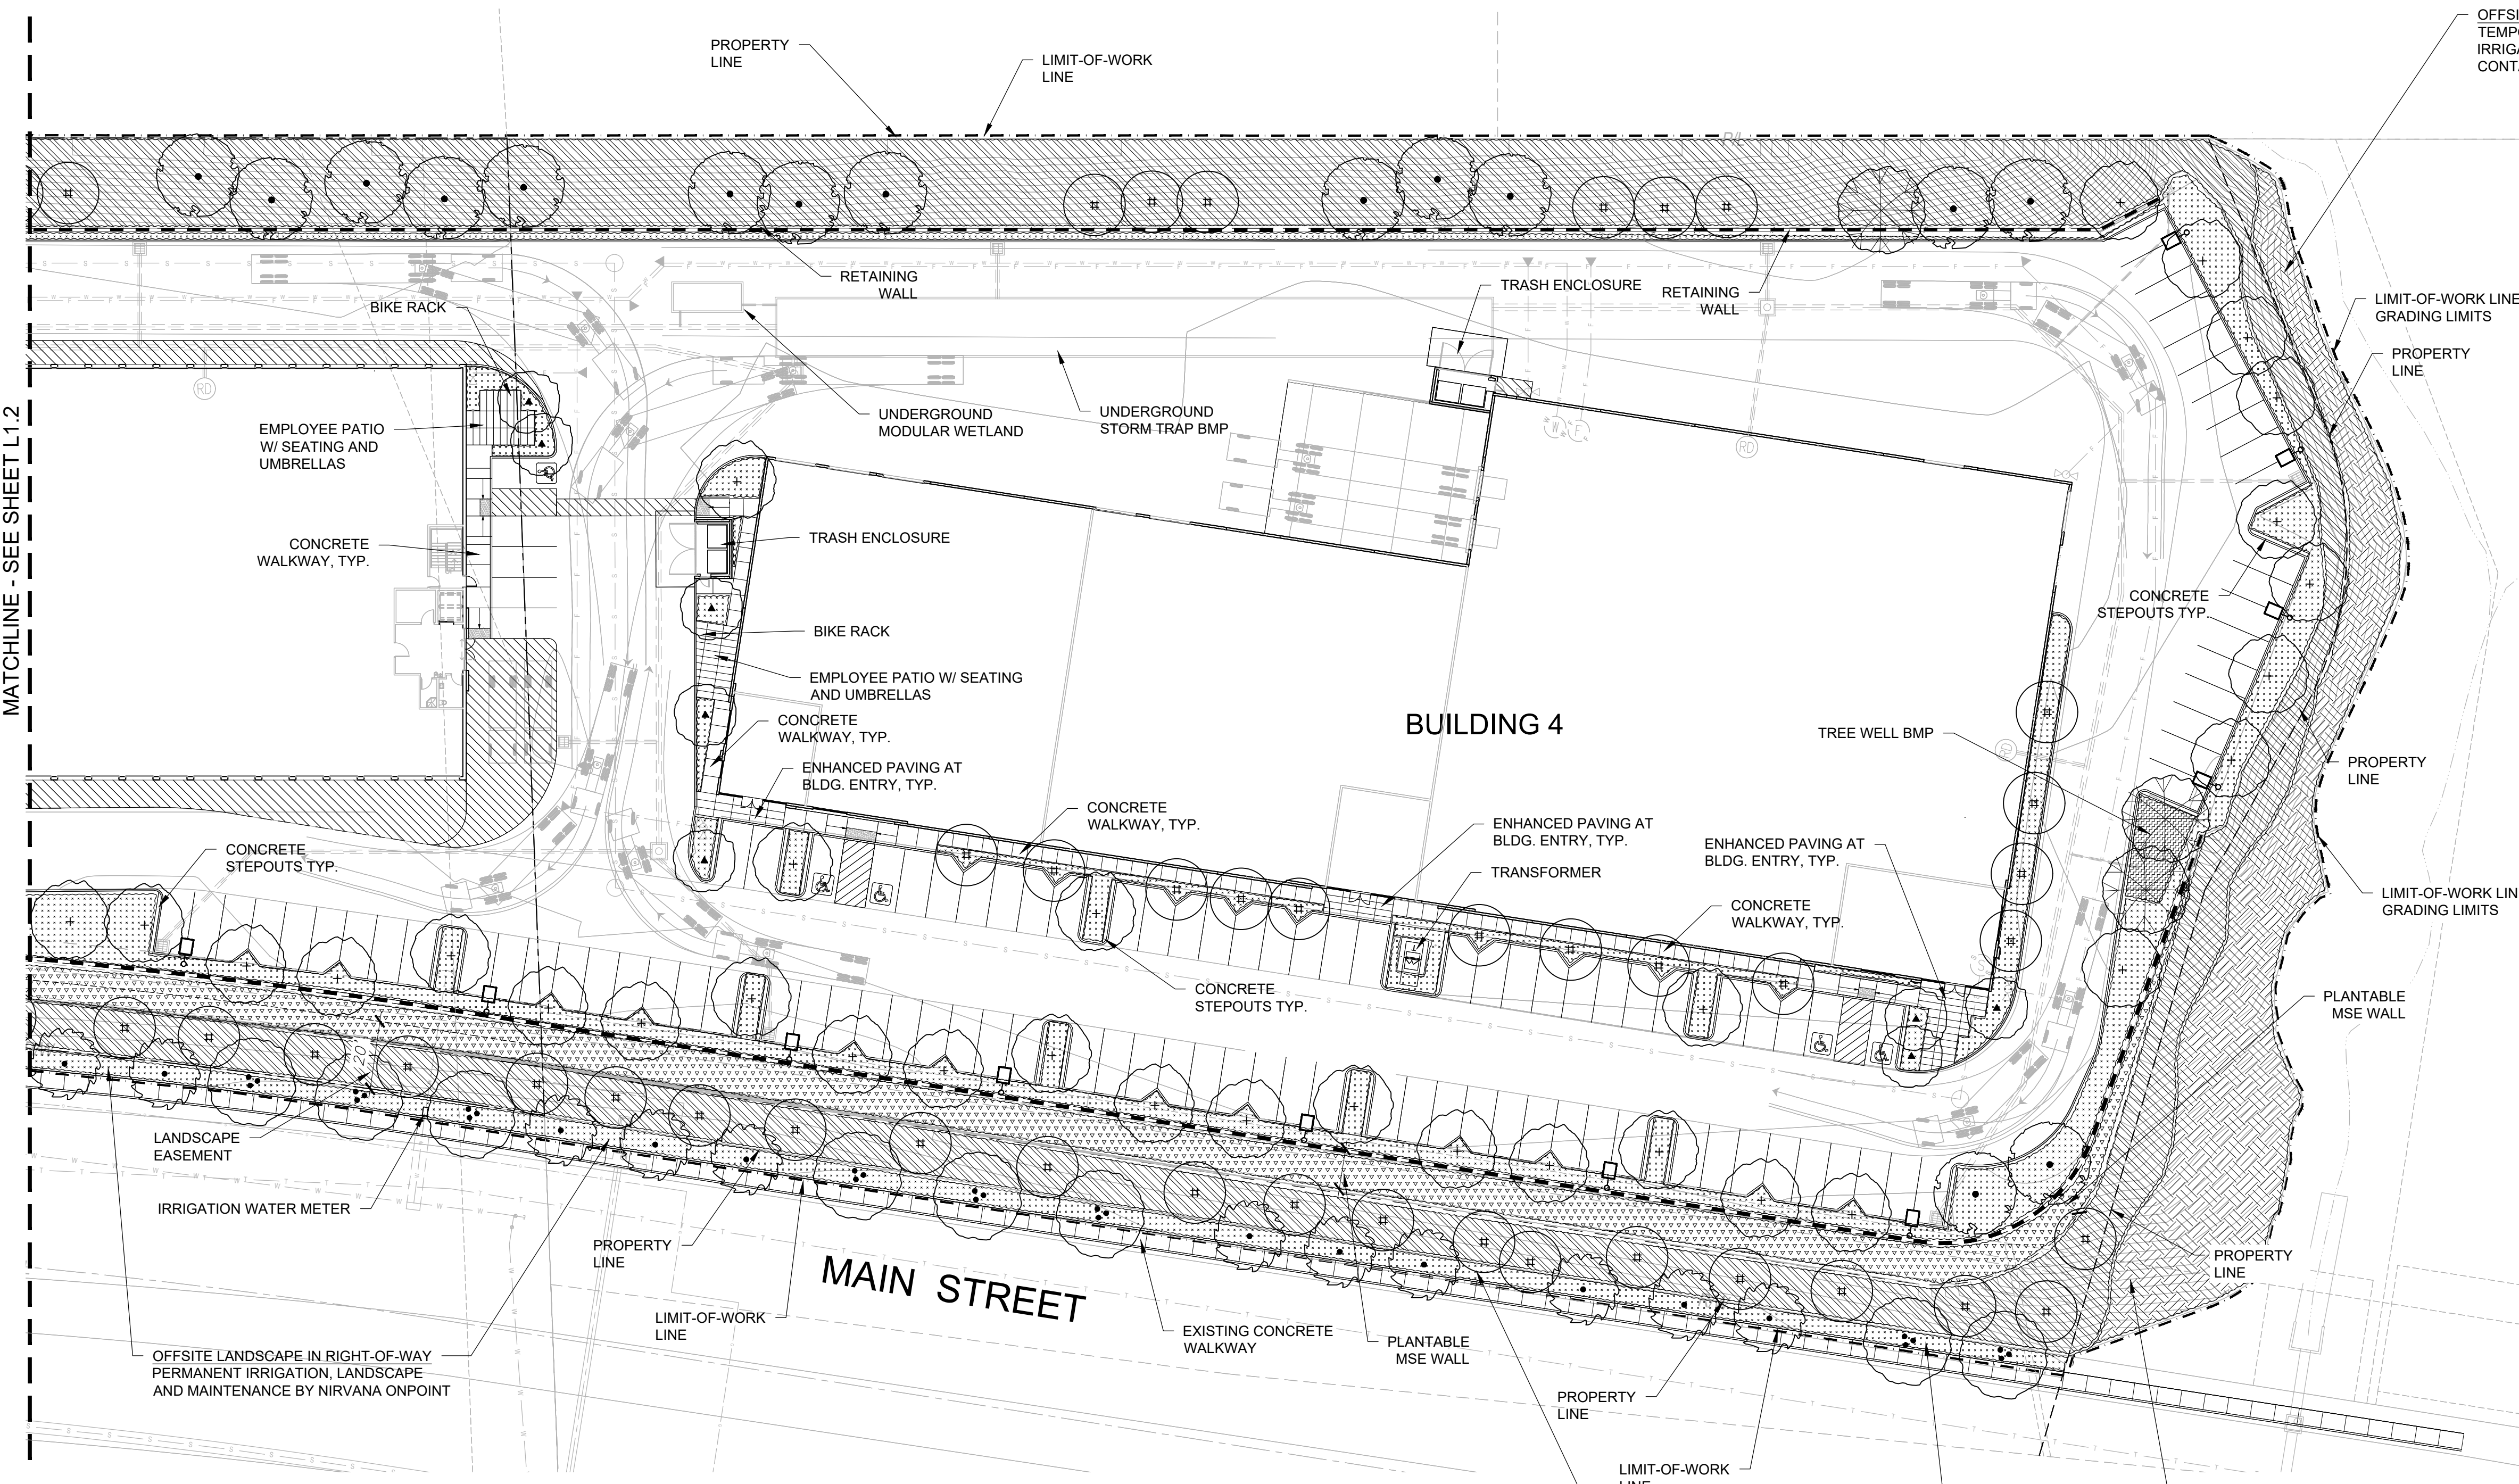 PROPERTY
LINE
LIMIT-OF-WORK
LINE
P/L
RETAINING
WALL
TRASH ENCLOSURE
RETAINING
WALL
LIMIT-OF-WORK LINE
GRADING LIMITS
PROPERTY
LINE
BIKE RACK
EMPLOYEE PATIO
W/ SEATING AND
UMBRELLAS
UNDERGROUND
MODULAR WETLAND
UNDERGROUND
STORM TRAP BMP
RD
W
F
RD
MATCHLINE - SEE SHEET L1.2
CONCRETE
WALKWAY, TYP.
TRASH ENCLOSURE
CONCRETE
STEPOUTS TYP.
BIKE RACK
EMPLOYEE PATIO W/ SEATING
AND UMBRELLAS
CONCRETE
WALKWAY, TYP.
BUILDING 4
TREE WELL BMP
RD
PROPERTY
LINE
ENHANCED PAVING AT
BLDG. ENTRY, TYP.
CONCRETE
WALKWAY, TYP.
ENHANCED PAVING AT
BLDG. ENTRY, TYP.
ENHANCED PAVING AT
BLDG. ENTRY, TYP.
CONCRETE
STEPOUTS TYP.
TRANSFORMER
CONCRETE
WALKWAY, TYP.
GRADING LIMITS
CONCRETE
STEPOUTS TYP.
PLANTABLE
MSE WALL
20
LANDSCAPE
EASEMENT
IRRIGATION WATER METER
PROPERTY
LINE
MAIN STREET
PROPERTY
LINE
LIMIT-OF-WORK
LINE
EXISTING CONCRETE
WALKWAY
PLANTABLE
MSE WALL
OFFSITE LANDSCAPE IN RIGHT-OF-WAY
PERMANENT IRRIGATION, LANDSCAPE
AND MAINTENANCE BY NIRVANA ONPOINT
PROPERTY
LINE
LIMIT-OF-WORK